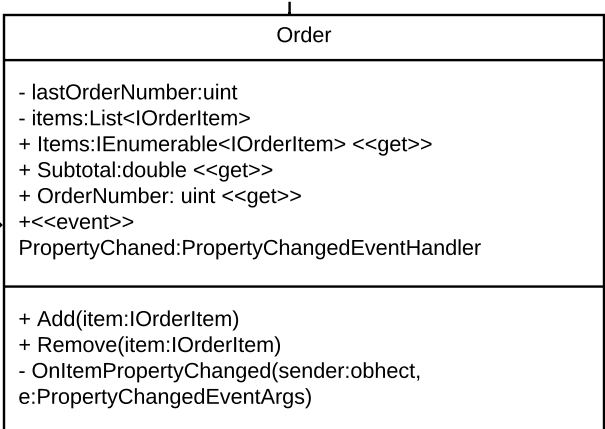 Order
- lastOrderNumber:uint
- items:List<IOrderItem>
+ Items:IEnumerable<IOrderItem> <<get>>
+ Subtotal:double <<get>>
+ OrderNumber: uint <<get>>
+<<event>>
PropertyChaned:PropertyChangedEventHandler
+ Add(item:IOrderItem)
+ Remove(item:IOrderItem)
- OnItemPropertyChanged(sender:obhect,
e:PropertyChangedEventArgs)